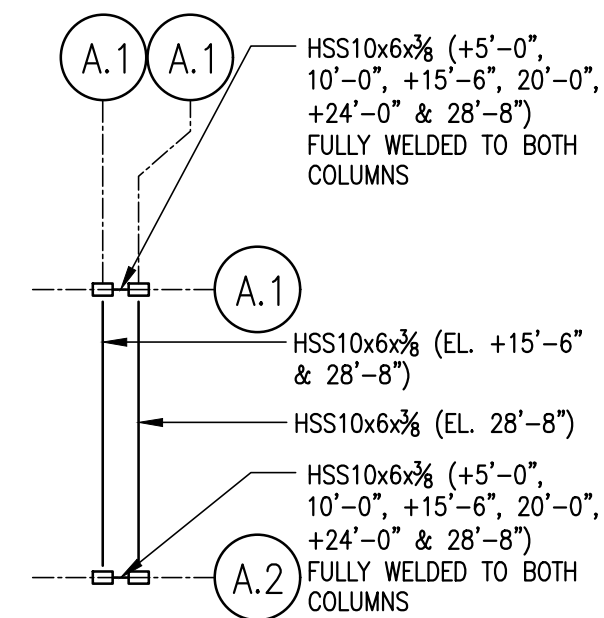 A.1 A.1
HSS10x6x⅜ (+5'-0",
10'-0", +15'-6", 20'-0",
+24'-0" & 28'-8")
FULLY WELDED TO BOTH
COLUMNS
A.1
HSS10x6x⅜ (EL. +15'-6"
& 28'-8")
HSS10x6x⅜ (EL. 28'-8")
HSS10x6x⅜ (+5'-0",
10'-0", +15'-6", 20'-0",
+24'-0" & 28'-8")
A.2
FULLY WELDED TO BOTH
COLUMNS